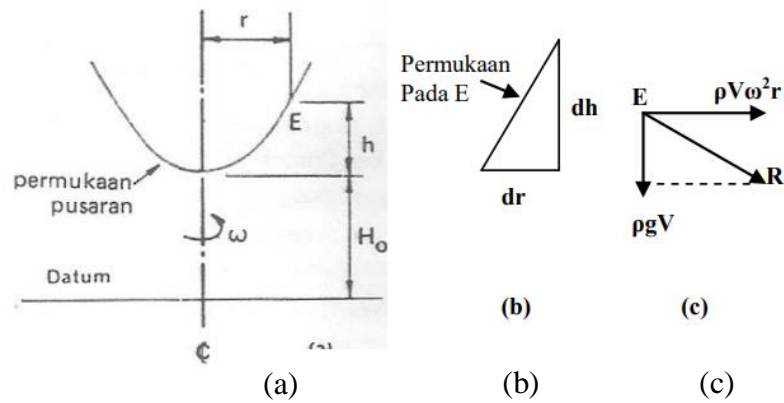 r
E
h
permukaan
pusaran
ω
H₀
Datum
℄
(a)
Permukaan
Pada E
dh
dr
(b)
E
ρVω²r
R
ρgV
(c)
(a)
(b)
(c)